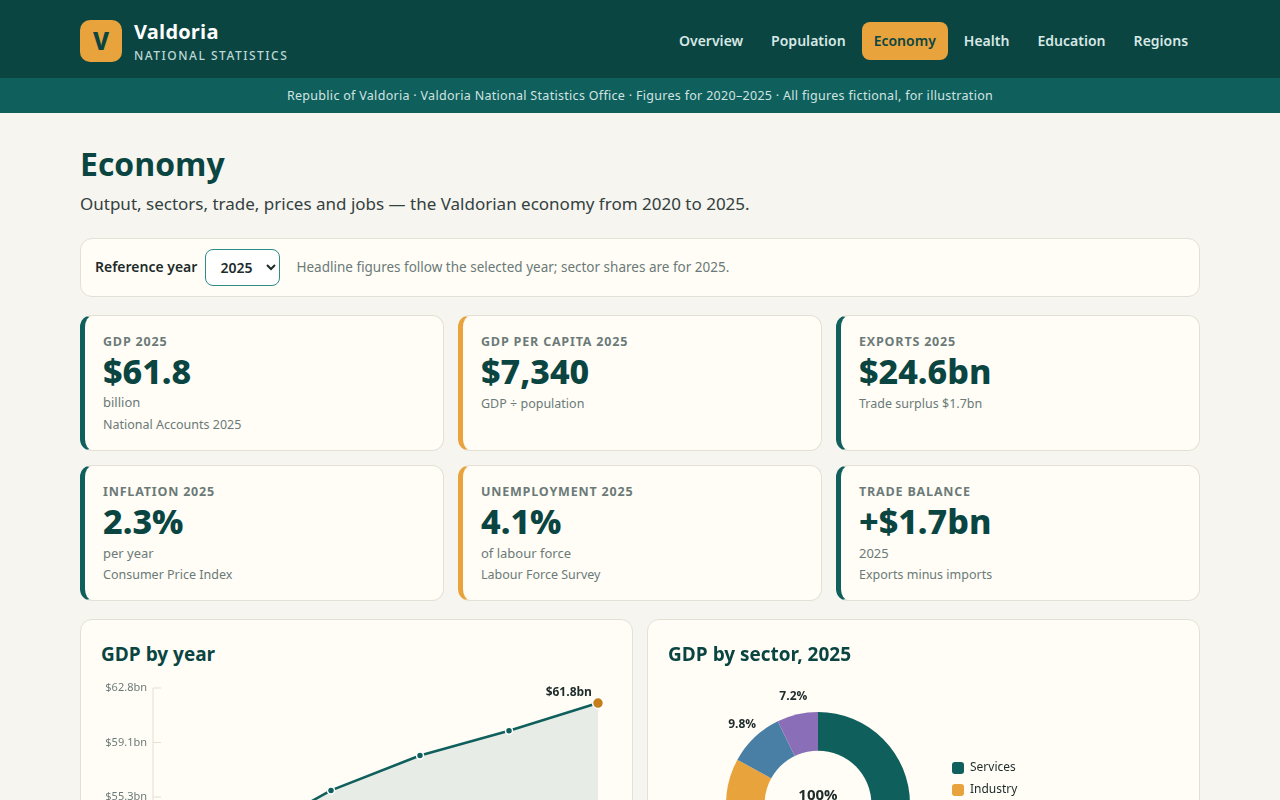 V
Valdoria
NATIONAL STATISTICS
Overview
Population
Economy
Health
Education
Regions
Republic of Valdoria · Valdoria National Statistics Office · Figures for 2020–2025 · All figures fictional, for illustration
Economy
Output, sectors, trade, prices and jobs — the Valdorian economy from 2020 to 2025.
Reference year
2025
Headline figures follow the selected year; sector shares are for 2025.
GDP 2025
$61.8
billion
National Accounts 2025
GDP PER CAPITA 2025
$7,340
GDP ÷ population
EXPORTS 2025
$24.6bn
Trade surplus $1.7bn
INFLATION 2025
2.3%
per year
Consumer Price Index
UNEMPLOYMENT 2025
4.1%
of labour force
Labour Force Survey
TRADE BALANCE
+$1.7bn
2025
Exports minus imports
GDP by year
$62.8bn
$61.8bn
$59.1bn
$55.3bn
GDP by sector, 2025
7.2%
9.8%
100%
Services
Industry